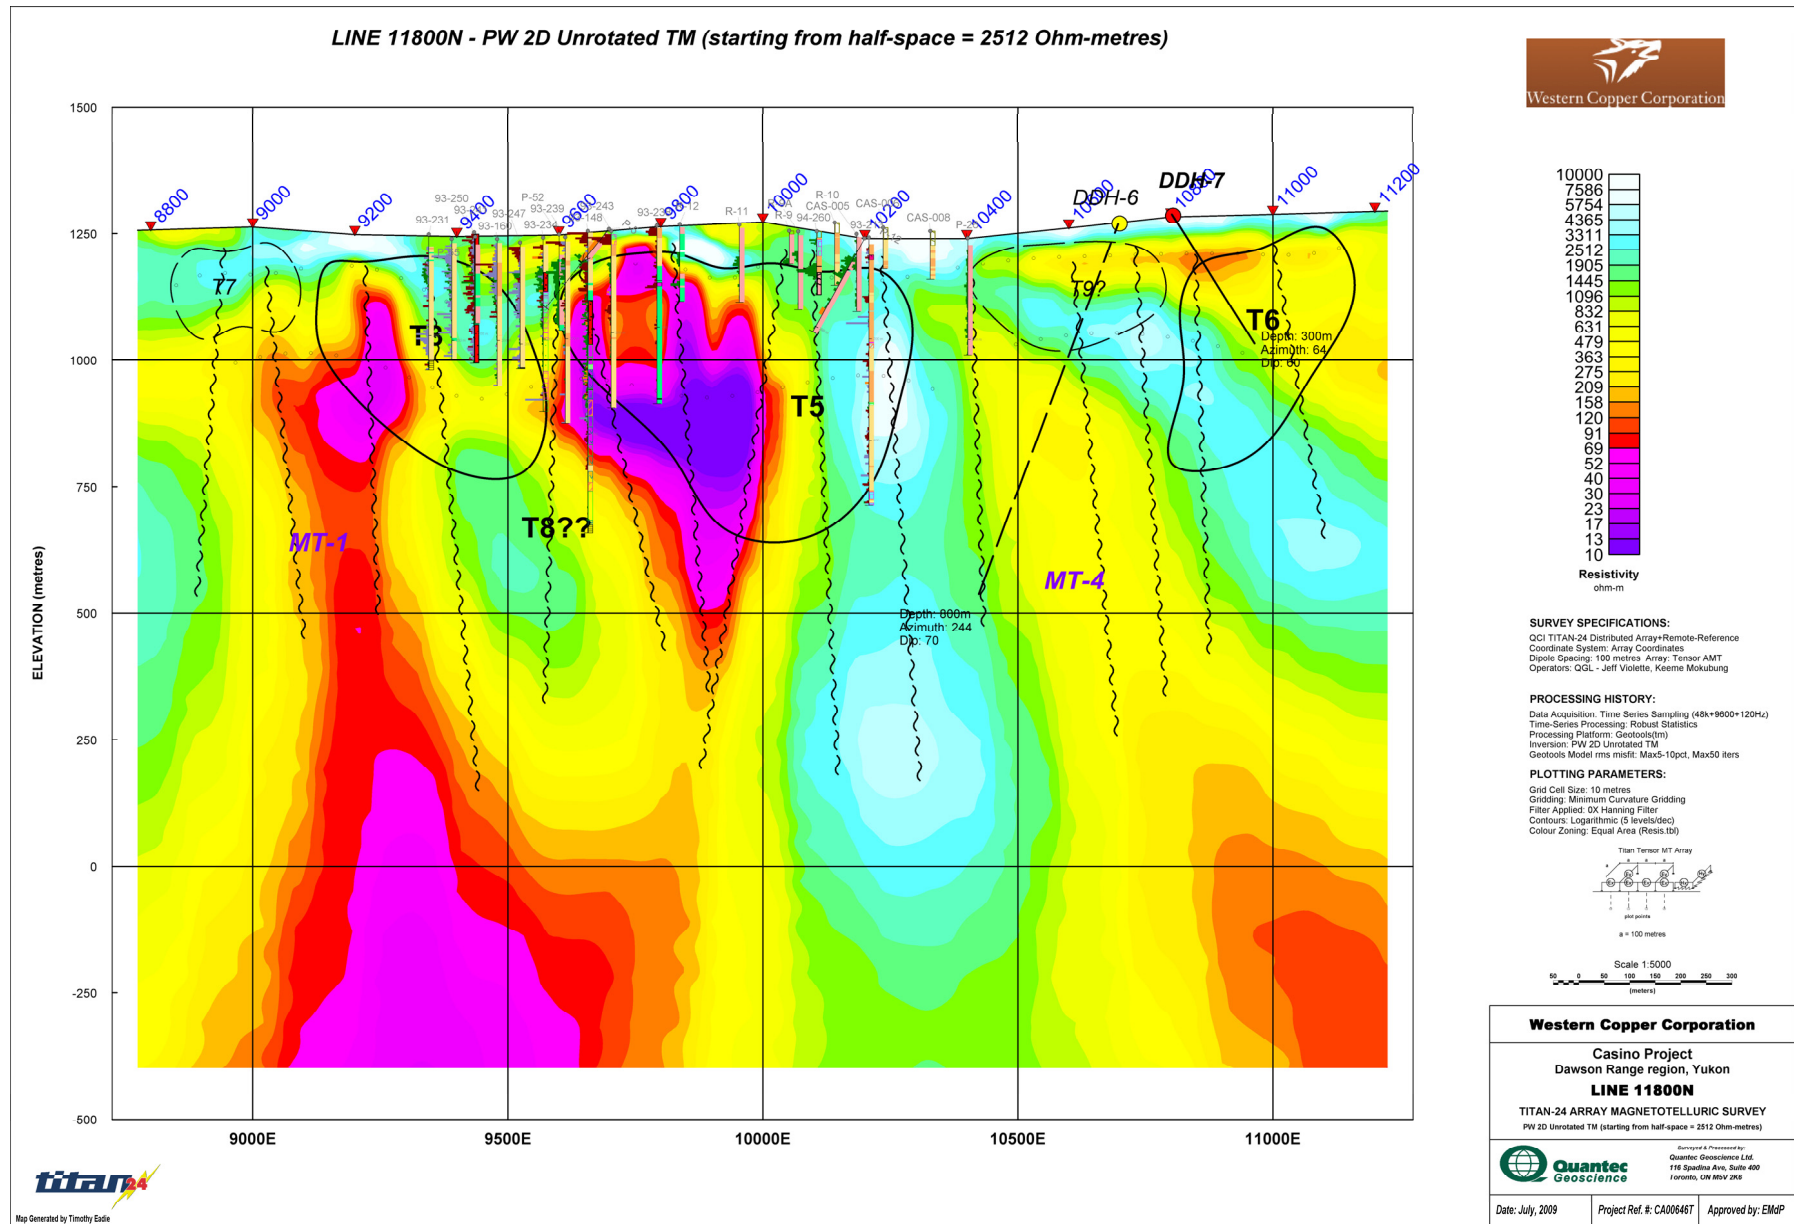 LINE 11800N - PW 2D Unrotated TM (starting from half-space = 2512 Ohm-metres)
Western Copper Corporation
1500
1250
1000
750
500
250
0
-250
-500
ELEVATION (metres)
8800
9000
9200
9400
9600
9800
10000
10200
10400
10800
11000
11200
93-250
93-231
P-52
93-247
93-239
93-160
93-234
93-243
R-11
R-10
CAS-005
R-9
94-260
CAS-008
DDH-6
DDH-7
T7
T5
T9?
T6
T8??
MT-1
MT-4
Depth: 300m
Azimuth: 64
Depth: 800m
Azimuth: 244
Dip: 70
9000E
9500E
10000E
10500E
11000E
10000
7586
5754
4365
3311
2512
1905
1445
1096
832
631
479
363
275
209
158
120
91
69
52
40
30
23
17
13
10
Resistivity
ohm-m
SURVEY SPECIFICATIONS:
QCI TITAN-24 Distributed Array+Remote-Reference
Coordinate System: Array Coordinates
Dipole Spacing: 100 metres Array: Tensor AMT
Operators: QGL - Jeff Violette, Keeme Mokubung
PROCESSING HISTORY:
Data Acquisition: Time Series Sampling (48k+9600+120Hz)
Time-Series Processing: Robust Statistics
Processing Platform: Geotools(tm)
Inversion: PW 2D Unrotated TM
Geotools Model rms misfit: Max5-10pct, Max50 iters
PLOTTING PARAMETERS:
Grid Cell Size: 10 metres
Gridding: Minimum Curvature Gridding
Filter Applied: 0X Hanning Filter
Contours: Logarithmic (5 levels/dec)
Colour Zoning: Equal Area (Resis.tbl)
Titan Tensor MT Array
plot points
a = 100 metres
Scale 1:5000
50 0 50 100 150 200 250 300
(meters)
Western Copper Corporation
Casino Project
Dawson Range region, Yukon
LINE 11800N
TITAN-24 ARRAY MAGNETOTELLURIC SURVEY
PW 2D Unrotated TM (starting from half-space = 2512 Ohm-metres)
Quantec
Geoscience
Surveyed & Processed by:
Quantec Geoscience Ltd.
116 Spadina Ave, Suite 400
Toronto, ON M5V 2K6
Date: July, 2009
Project Ref. #: CA00646T
Approved by: EMdP
titan24
Map Generated by Timothy Eadie